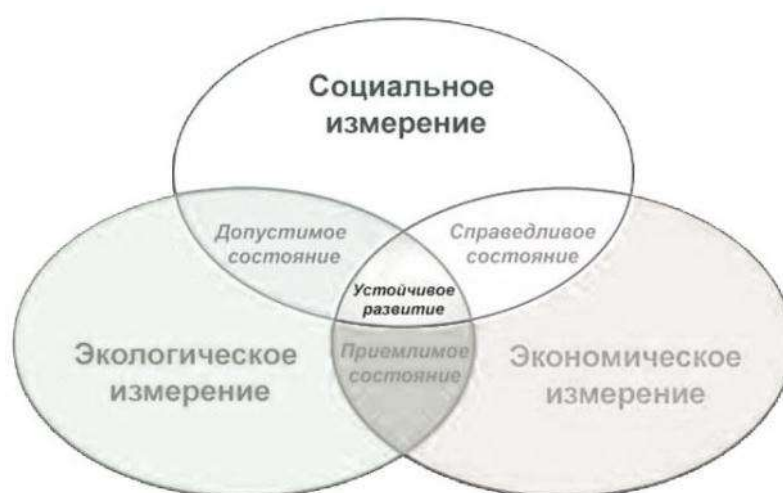 Социальное
измерение
Допустимое
состояние
Справедливое
состояние
Устойчивое
развитие
Экологическое
измерение
Приемлимое
состояние
Экономическое
измерение